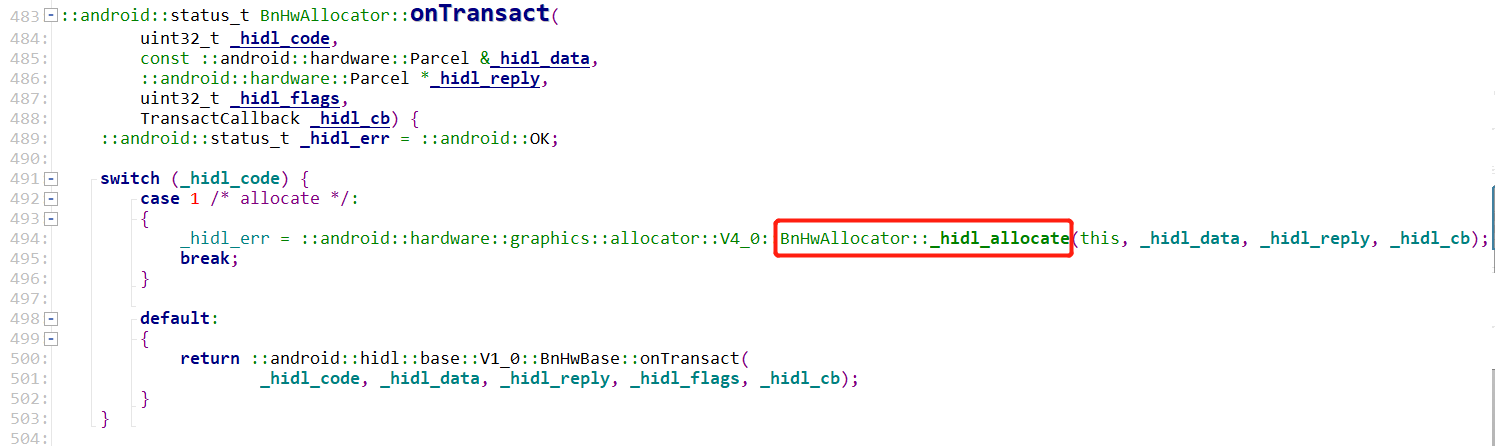 483 ::android::status_t BnHwAllocator::onTransact(
484: uint32_t _hidl_code,
485: const ::android::hardware::Parcel &_hidl_data,
486: ::android::hardware::Parcel *_hidl_reply,
487: uint32_t _hidl_flags,
488: TransactCallback _hidl_cb) {
489: ::android::status_t _hidl_err = ::android::OK;
490:
491 switch (_hidl_code) {
492 case 1 /* allocate */:
493 {
494: _hidl_err = ::android::hardware::graphics::allocator::V4_0: BnHwAllocator::_hidl_allocate(this, _hidl_data, _hidl_reply, _hidl_cb);
495: break;
496: }
497:
498 default:
499 {
500: return ::android::hidl::base::V1_0::BnHwBase::onTransact(
501: _hidl_code, _hidl_data, _hidl_reply, _hidl_flags, _hidl_cb);
502: }
503: }
504: